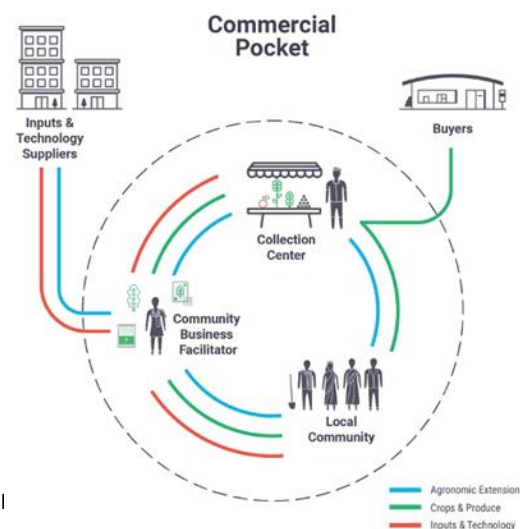 Commercial
Pocket
Inputs &
Technology
Suppliers
Buyers
Collection
Center
Community
Business
Facilitator
Local
Community
Agronomic Extension
Crops & Produce
Inputs & Technology